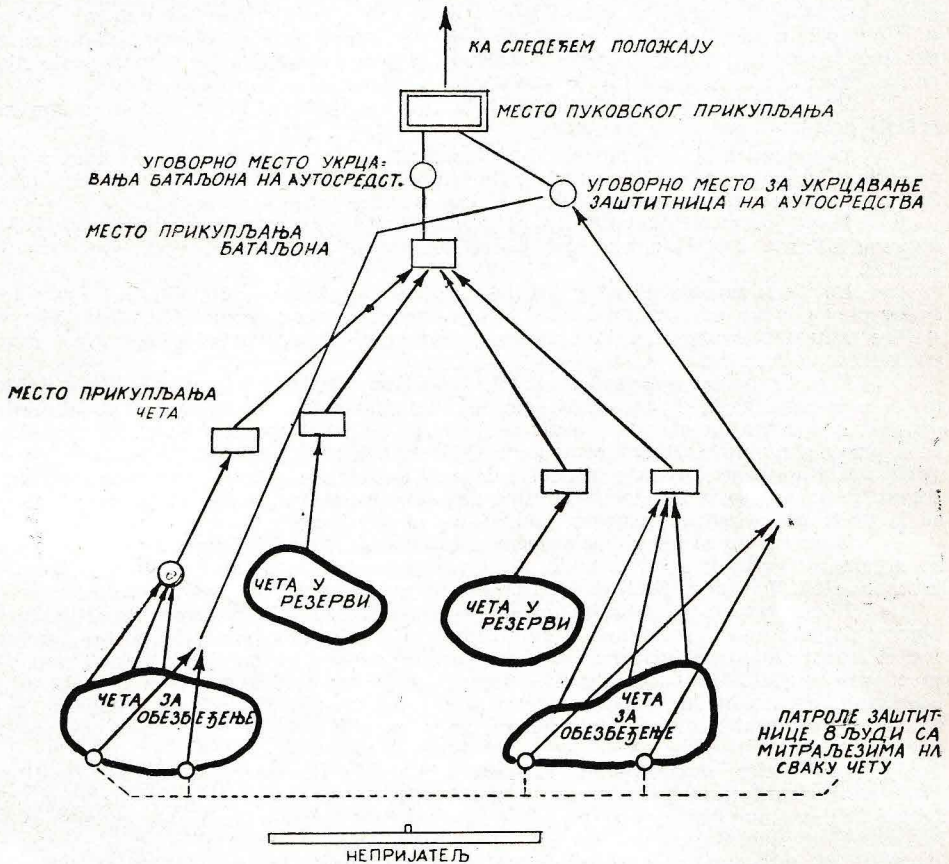 КА СЛЕДЕЋЕМ ПОЛОЖАЈУ
МЕСТО ПУКОВСКОГ ПРИКУПЉАЊА
УГОВОРНО МЕСТО УКРЦА=
ВАЊА БАТАЉОНА НА АУТОСРЕДСТ.
УГОВОРНО МЕСТО ЗА УКРЦАВАЊЕ
ЗАШТИТНИЦА НА АУТОСРЕДСТВА
МЕСТО ПРИКУПЉАЊА
БАТАЉОНА
МЕСТО ПРИКУПЉАЊА
ЧЕТА
ЧЕТА У
РЕЗЕРВИ
ЧЕТА У
РЕЗЕРВИ
ЧЕТА ЗА
ОБЕЗБЕЂЕЊЕ
ЧЕТА
ЗА
ОБЕЗБЕЂЕЊЕ
ПАТРОЛЕ ЗАШТИТ-
НИЦЕ, 8 ЉУДИ СА
МИТРАЉЕЗИМА НА
СВАКУ ЧЕТУ
НЕПРИЈАТЕЉ